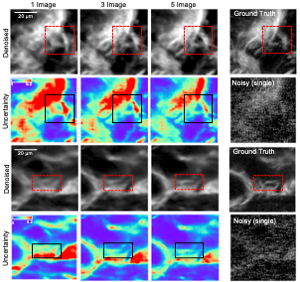 1 Image 3 Image 5 Image
Denoised
20 μm
Ground Truth
Uncertainty
Noisy (single)
Denoised
20 μm
Ground Truth
Uncertainty
Noisy (single)